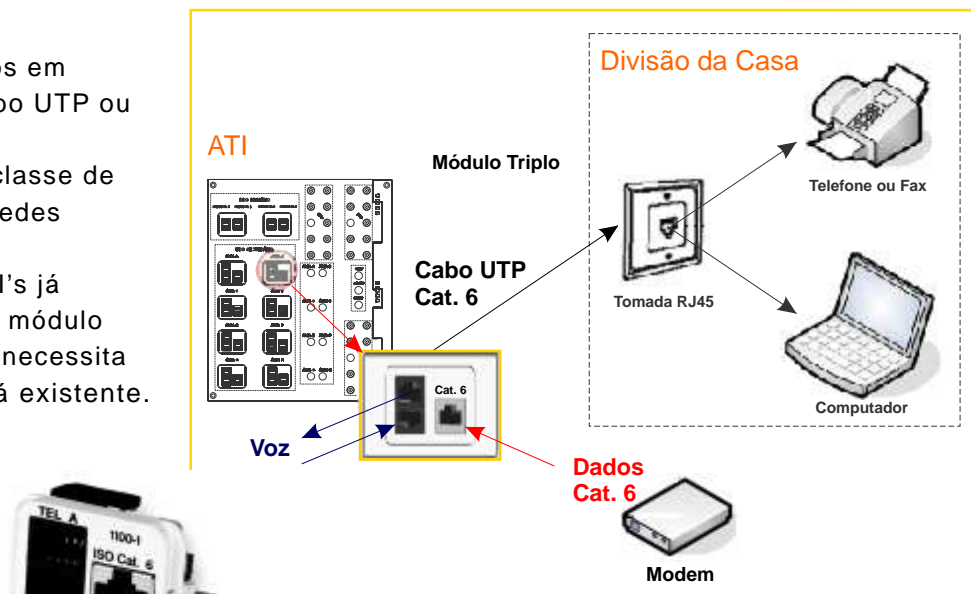 os em
bo UTP ou
classe de
edes
I's já
módulo
necessita
á existente.
ATI
Módulo Triplo
Divisão da Casa
Telefone ou Fax
Cabo UTP
Cat. 6
Tomada RJ45
Computador
Cat. 6
Voz
Dados
Cat. 6
Modem
TEL A
1100-1
ISO Cat. 6